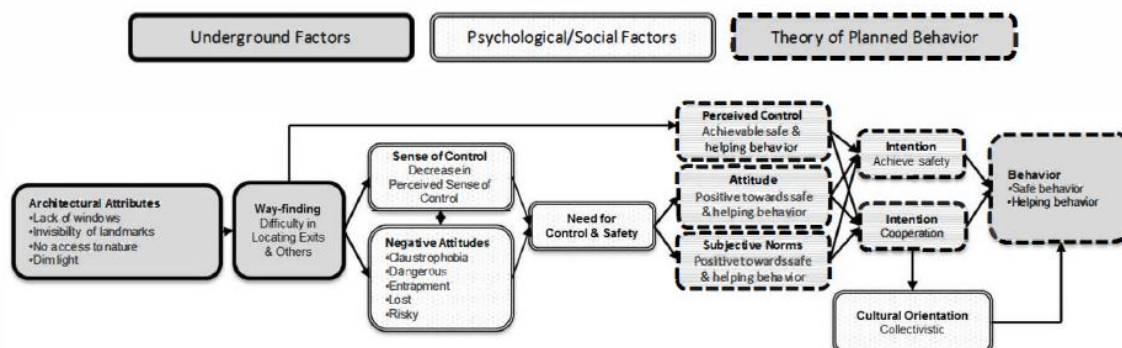 Underground Factors
Psychological/Social Factors
Theory of Planned Behavior
Architectural Attributes
•Lack of windows
•Invisibility of landmarks
•No access to nature
•Dim light
Way-finding
Difficulty in
Locating Exits
& Others
Sense of Control
Decrease in
Perceived Sense of
Control
Negative Attitudes
•Claustrophobia
•Dangerous
•Entrapment
•Lost
•Risky
Need for
Control & Safety
Perceived Control
Achievable safe &
helping behavior
Attitude
Positive towards safe
& helping behavior
Subjective Norms
Positive towards safe
& helping behavior
Intention
Achieve safety
Intention
Cooperation
Cultural Orientation
Collectivistic
Behavior
•Safe behavior
•Helping behavior